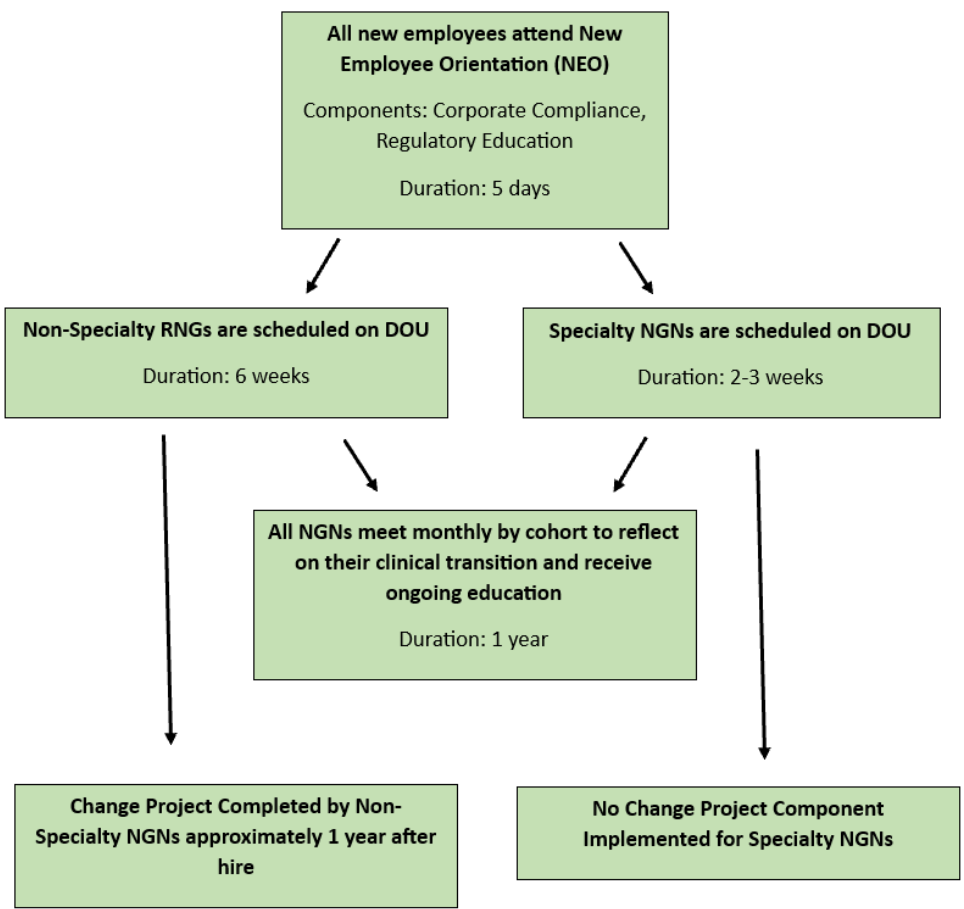 All new employees attend New
Employee Orientation (NEO)
Components: Corporate Compliance,
Regulatory Education
Duration: 5 days
Non-Specialty RNGs are scheduled on DOU
Duration: 6 weeks
Specialty NGNs are scheduled on DOU
Duration: 2-3 weeks
All NGNs meet monthly by cohort to reflect
on their clinical transition and receive
ongoing education
Duration: 1 year
Change Project Completed by Non-
Specialty NGNs approximately 1 year after
hire
No Change Project Component
Implemented for Specialty NGNs